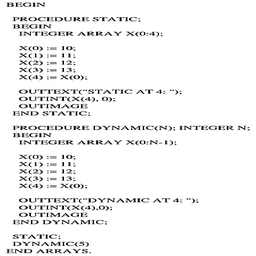 BEGIN
PROCEDURE STATIC;
BEGIN
INTEGER ARRAY X(0:4);
X(0) := 10;
X(1) := 11;
X(2) := 12;
X(3) := 13;
X(4) := X(0);
OUTTEXT("STATIC AT 4: ");
OUTINT(X(4), 0);
OUTIMAGE
END STATIC;
PROCEDURE DYNAMIC(N); INTEGER N;
BEGIN
INTEGER ARRAY X(0:N-1);
X(0) := 10;
X(1) := 11;
X(2) := 12;
X(3) := 13;
X(4) := X(0);
OUTTEXT("DYNAMIC AT 4: ");
OUTINT(X(4),0);
OUTIMAGE
END DYNAMIC;
STATIC;
DYNAMIC(5)
END ARRAYS.